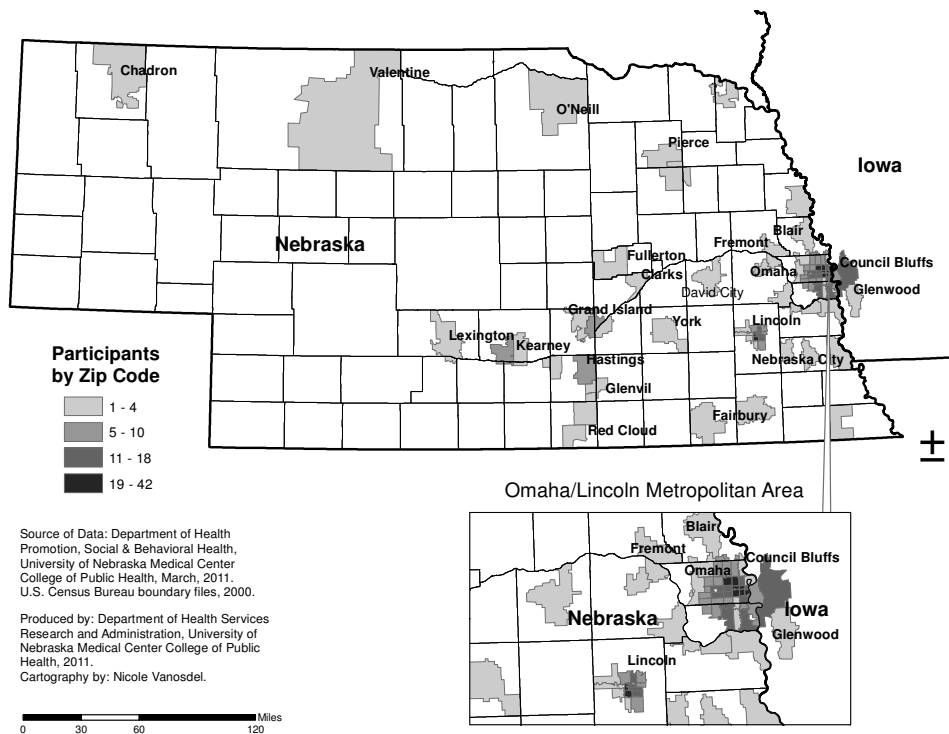 Chadron
Valentine
O'Neill
Pierce
Iowa
Nebraska
Blair
Fremont
Fullerton
Omaha
Council Bluffs
Clarks
Glenwood
David City
Grand Island
York
Lincoln
Lexington
Kearney
Hastings
Nebraska City
Glenvil
Fairbury
Red Cloud
Participants
by Zip Code
1 - 4
5 - 10
11 - 18
19 - 42
Omaha/Lincoln Metropolitan Area
Blair
Fremont
Council Bluffs
Omaha
Iowa
Nebraska
Glenwood
Lincoln
Source of Data: Department of Health
Promotion, Social & Behavioral Health,
University of Nebraska Medical Center
College of Public Health, March, 2011.
U.S. Census Bureau boundary files, 2000.
Produced by: Department of Health Services
Research and Administration, University of
Nebraska Medical Center College of Public
Health, 2011.
Cartography by: Nicole Vanosdel.
Miles
0 30 60 120